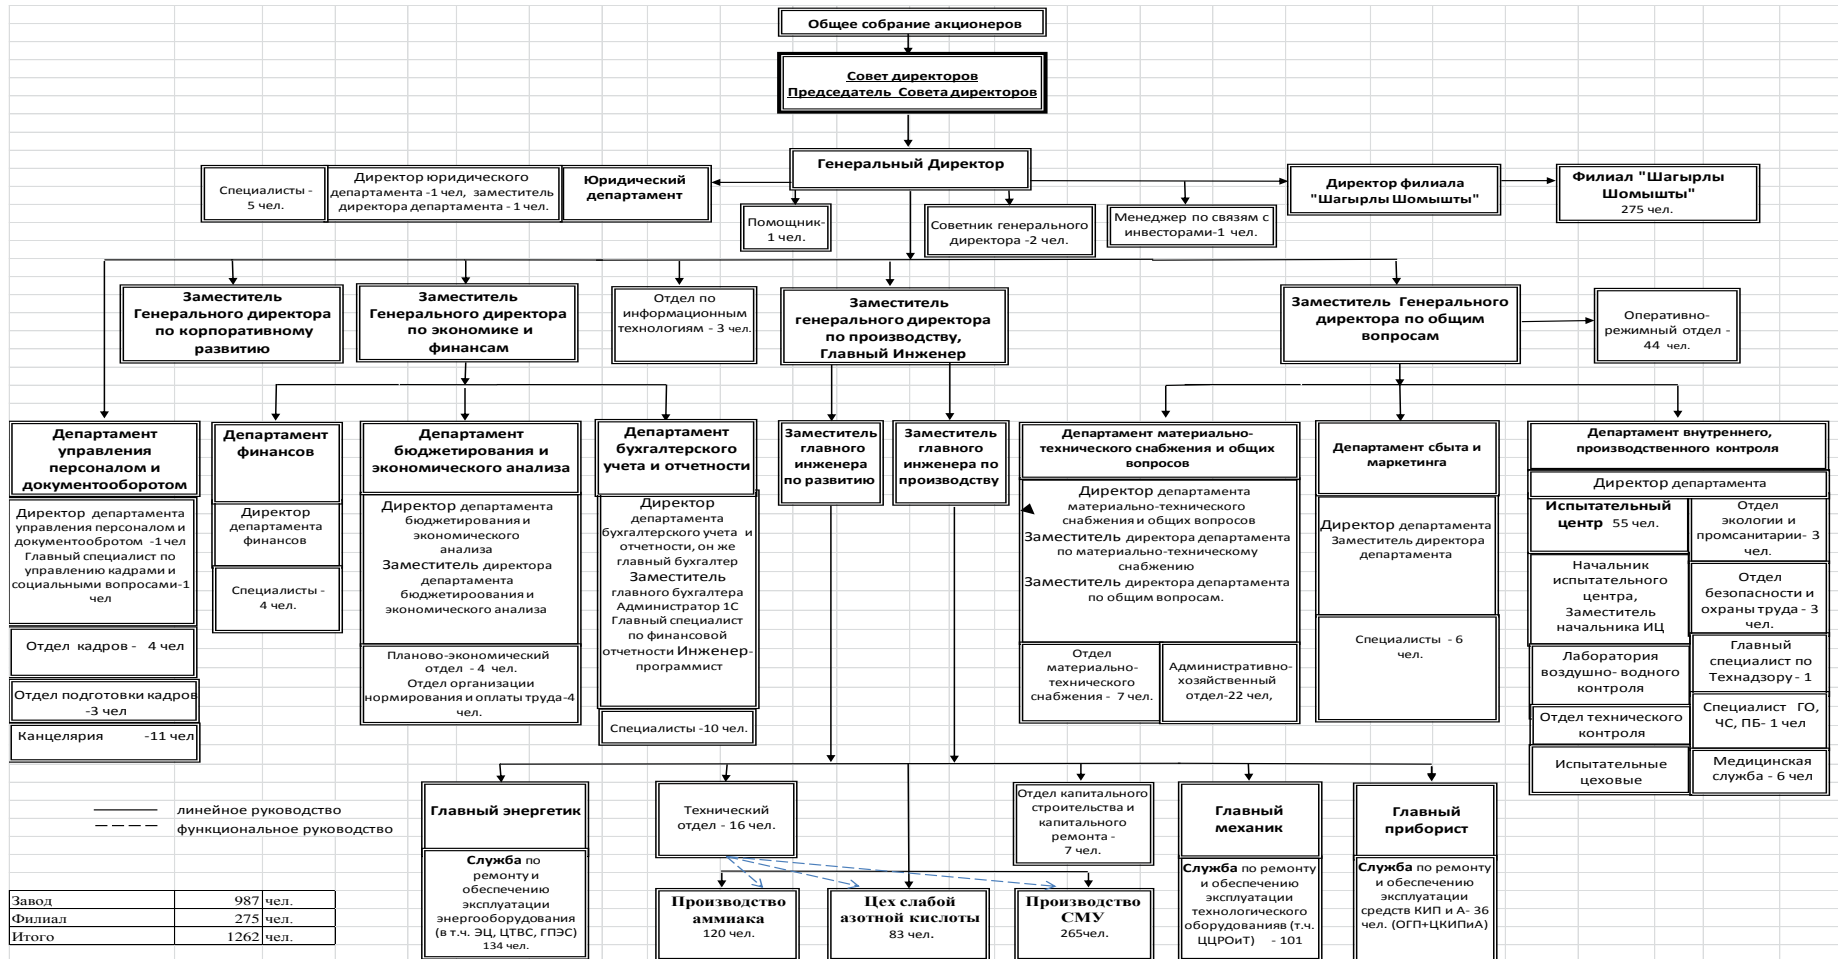 Общее собрание акционеров
Совет директоров
Председатель Совета директоров
Генеральный Директор
Специалисты -
5 чел.
Директор юридического
департамента -1 чел, заместитель
директора департамента - 1чел.
Юридический
департамент
Помощник-
1 чел.
Советник генерального
директора -2 чел.
Менеджер по связям с
инвесторами-1 чел.
Директор филиала
"Шагырлы Шомышты"
Филиал "Шагырлы
Шомышты"
275 чел.
Заместитель
Генерального директора
по корпоративному
развитию
Заместитель
Генерального директора
по экономике и
финансам
Отдел по
информационным
технологиям - 3 чел.
Заместитель
генерального директора
по производству,
Главный Инженер
Заместитель Генерального
директора по общим
вопросам
Оперативно-
режимный отдел -
44 чел.
Департамент
управления
персоналом и
документооборотом
Директор департамента
управления персоналом и
документообротом -1чел
Главный специалист по
управлению кадрами и
социальными вопросами-1
чел
Отдел кадров - 4 чел
Отдел подготовки кадров
-3 чел
Канцелярия -11 чел
Департамент
финансов
Директор
департамента
финансов
Специалисты -
4 чел.
Департамент
бюджетирования и
экономического анализа
Директор департамента
бюджетирования и
экономического
анализа
Заместитель директора
департамента
бюджетироования и
экономического анализа
Планово-экономический
отдел - 4 чел.
Отдел организации
нормирования и оплаты труда-4
чел.
Департамент
бухгалтерского
учета и отчетности
Директор
департамента
бухгалтерского учета и
отчетности, он же
главный бухгалтер
Заместитель
главного бухгалтера
Администратор 1С
Главный специалист
по финансовой
отчетности Инженер-
программист
Специалисты -10 чел.
Заместитель
главного
инженера
по развитию
Заместитель
главного
инженера по
производству
Департамент материально-
технического снабжения и общих
вопросов
Директор департамента
материально-технического
снабжения и общих вопросов
Заместитель директора департамента
по материально-техническому
снабжению
Заместитель директора департамента
по общим вопросам.
Отдел
материально-
технического
снабжения - 7 чел.
Административно-
хозяйственный
отдел-22 чел,
Департамент сбыта и
маркетинга
Директор департамента
Заместитель директора
департамента
Специалисты - 6
чел.
Департамент внутреннего,
производственного контроля
Директор департамента
Испытательный
центр 55 чел.
Начальник
испытательного
центра,
Заместитель
начальника ИЦ
Лаборатория
воздушно- водного
контроля
Отдел технического
контроля
Испытательные
цеховые
Отдел
экологии и
промсанитарии- 3
чел.
Отдел
безопасности и
охраны труда - 3
чел.
Главный
специалист по
Технадзору - 1
Специалист ГО,
ЧС, ПБ- 1 чел
Медицинская
служба - 6 чел
линейное руководство
функциональное руководство
Завод 987 чел.
Филиал 275 чел.
Итого 1262 чел.
Главный энергетик
Служба по
ремонту и
обеспечению
эксплуатации
энергооборудования
(в т.ч. ЭЦ, ЦТВС, ГПЭС)
134 чел.
Технический
отдел - 16 чел.
Производство
аммиака
120 чел.
Цех слабой
азотной кислоты
83 чел.
Отдел капитального
строительства и
капитального
ремонта -
7 чел.
Производство
СМУ
265чел.
Главный
механик
Служба по ремонту
и обеспечению
эксплуатации
технологического
оборудованияв (т.ч.
ЦЦРОиТ) - 101
Главный
приборист
Служба по ремонту
и обеспечению
эксплуатации
средств КИП и А- 36
чел. (ОГП+ЦКИПиА)